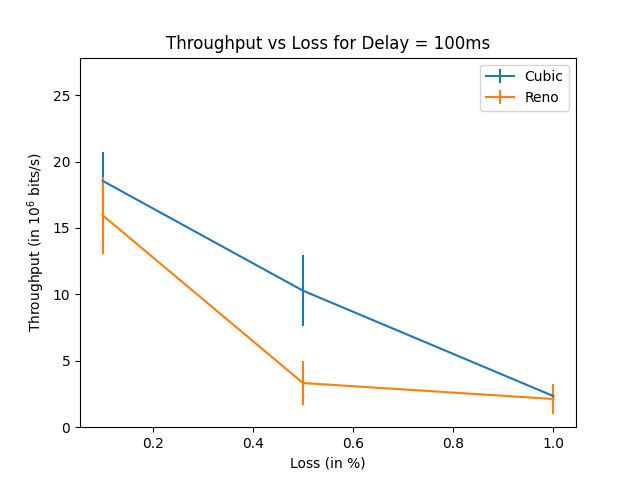 Throughput vs Loss for Delay = 100ms
Cubic
Reno
Throughput (in 10⁶ bits/s)
25
20
15
10
5
0
0.2 0.4 0.6 0.8 1.0
Loss (in %)